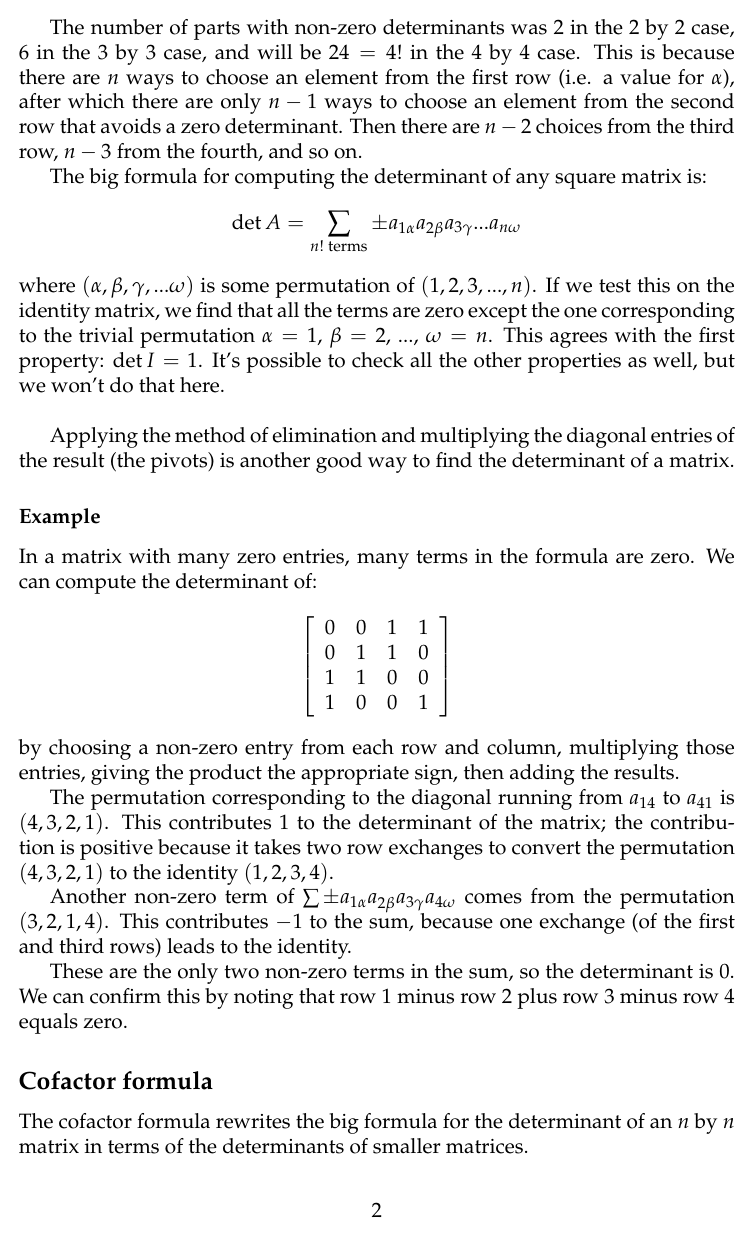 The number of parts with non-zero determinants was 2 in the 2 by 2 case,
6 in the 3 by 3 case, and will be 24 = 4! in the 4 by 4 case. This is because
there are n ways to choose an element from the first row (i.e. a value for α),
after which there are only n − 1 ways to choose an element from the second
row that avoids a zero determinant. Then there are n − 2 choices from the third
row, n − 3 from the fourth, and so on.
The big formula for computing the determinant of any square matrix is:
det A = ∑ ±a₁αa₂βa₃γ...aₙω
n! terms
where (α, β, γ, ...ω) is some permutation of (1, 2, 3, ..., n). If we test this on the
identity matrix, we find that all the terms are zero except the one corresponding
to the trivial permutation α = 1, β = 2, ..., ω = n. This agrees with the first
property: det I = 1. It's possible to check all the other properties as well, but
we won't do that here.
Applying the method of elimination and multiplying the diagonal entries of
the result (the pivots) is another good way to find the determinant of a matrix.
Example
In a matrix with many zero entries, many terms in the formula are zero. We
can compute the determinant of:
0 0 1 1
0 1 1 0
1 1 0 0
1 0 0 1
by choosing a non-zero entry from each row and column, multiplying those
entries, giving the product the appropriate sign, then adding the results.
The permutation corresponding to the diagonal running from a₁₄ to a₄₁ is
(4, 3, 2, 1). This contributes 1 to the determinant of the matrix; the contribu-
tion is positive because it takes two row exchanges to convert the permutation
(4, 3, 2, 1) to the identity (1, 2, 3, 4).
Another non-zero term of ∑ ±a₁αa₂βa₃γa₄ω comes from the permutation
(3, 2, 1, 4). This contributes −1 to the sum, because one exchange (of the first
and third rows) leads to the identity.
These are the only two non-zero terms in the sum, so the determinant is 0.
We can confirm this by noting that row 1 minus row 2 plus row 3 minus row 4
equals zero.
Cofactor formula
The cofactor formula rewrites the big formula for the determinant of an n by n
matrix in terms of the determinants of smaller matrices.
2